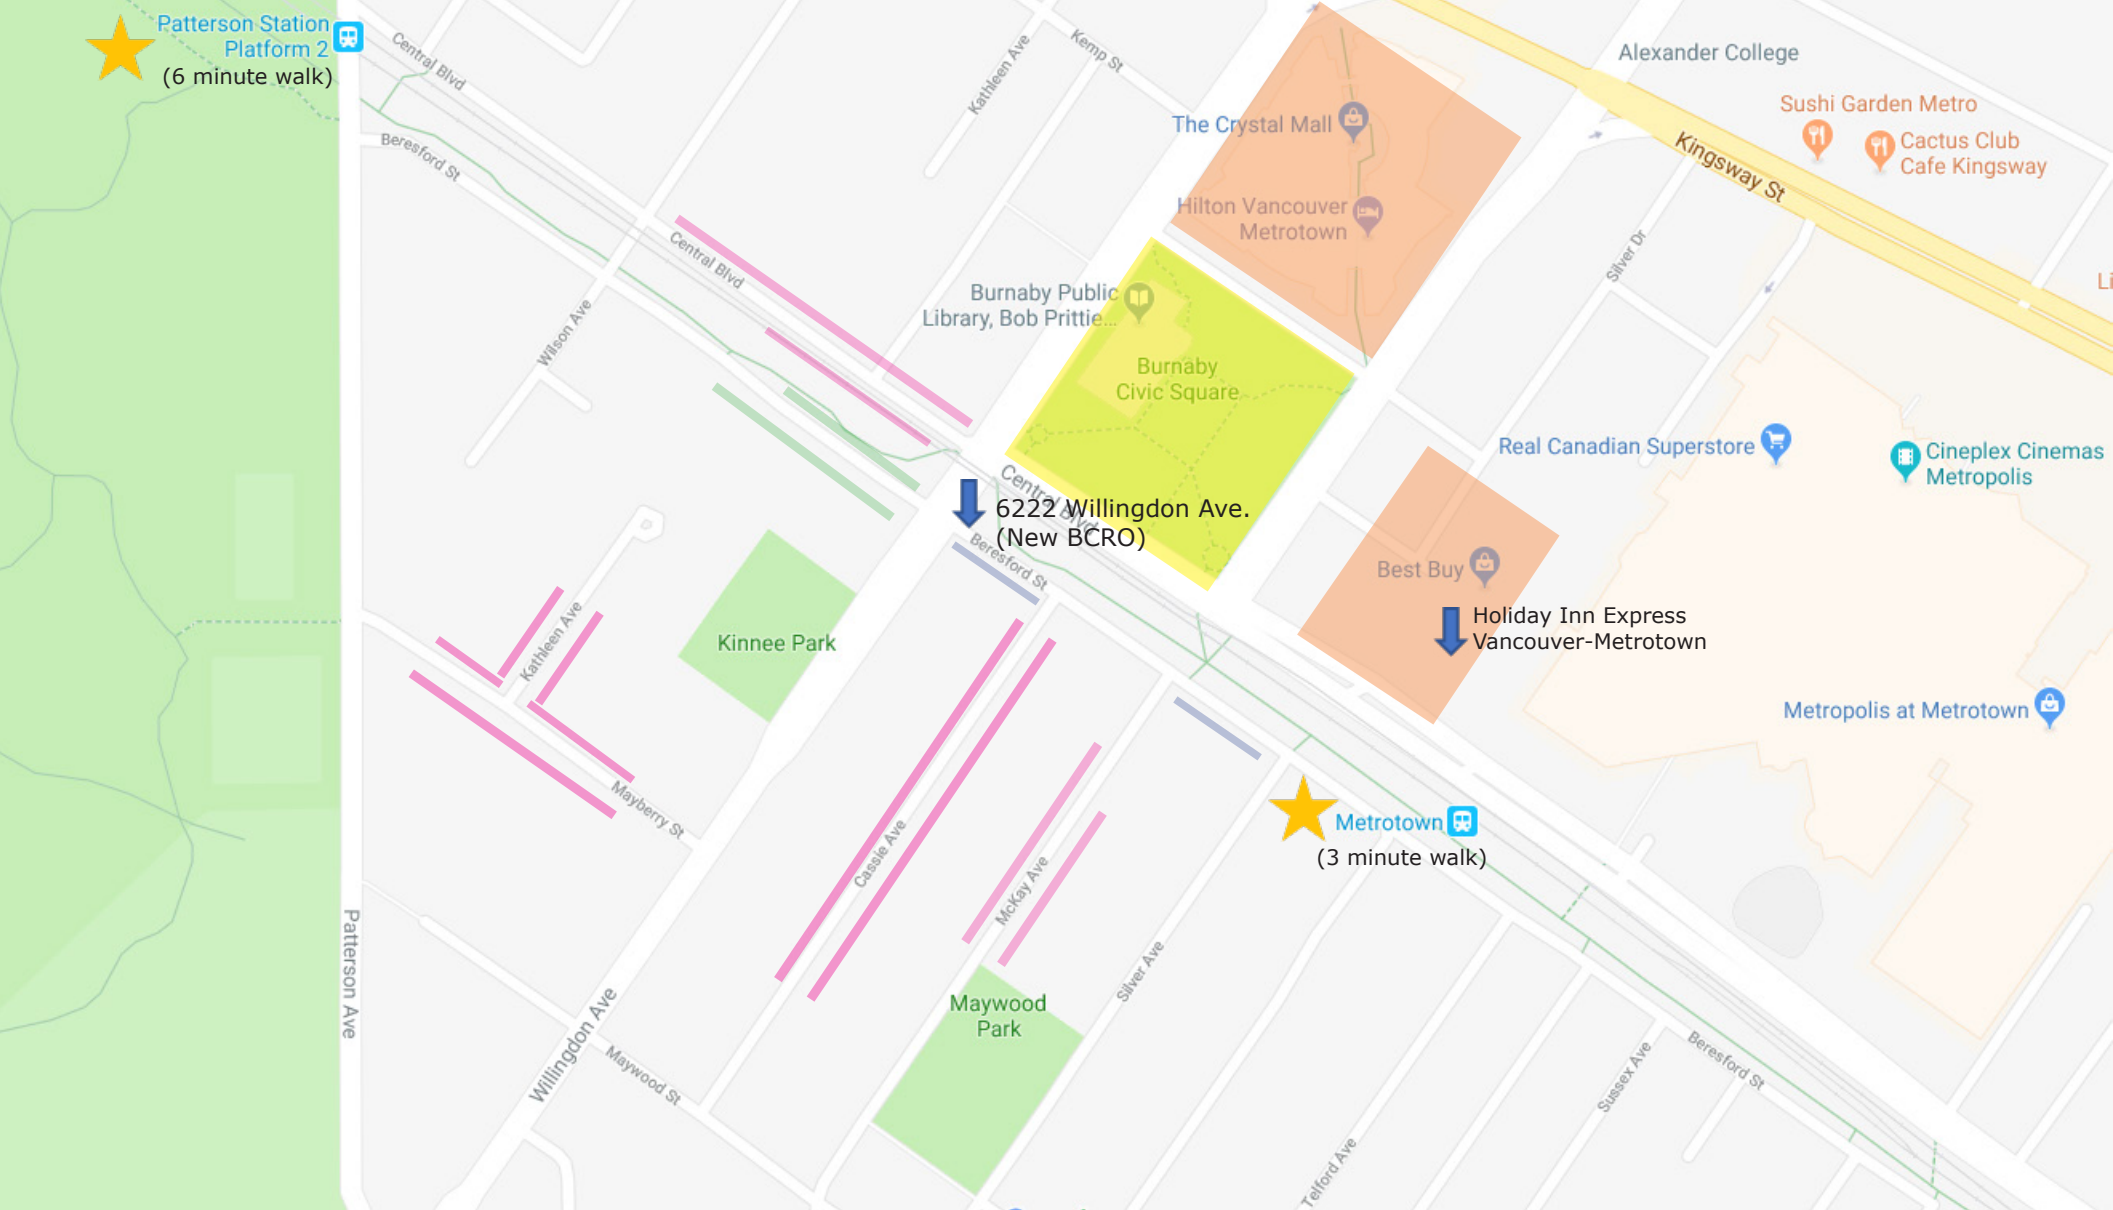 Patterson Station
Platform 2
(6 minute walk)
Central Blvd
Beresford St
Kathleen Ave
Kemp St
Alexander College
Sushi Garden Metro
Cactus Club
Cafe Kingsway
Kingsway St
The Crystal Mall
Hilton Vancouver
Metrotown
Silver Dr
Li
Central Blvd
Wilson Ave
Burnaby Public
Library, Bob Prittie...
Burnaby
Civic Square
Real Canadian Superstore
Cineplex Cinemas
Metropolis
Central Blvd
6222 Willingdon Ave.
(New BCRO)
Beresford St
Best Buy
Holiday Inn Express
Vancouver-Metrotown
Kinnee Park
Kathleen Ave
Metropolis at Metrotown
Mayberry St
Metrotown
(3 minute walk)
Cassie Ave
McKay Ave
Patterson Ave
Silver Ave
Maywood
Park
Willingdon Ave
Maywood St
Beresford St
Sussex Ave
Telford Ave